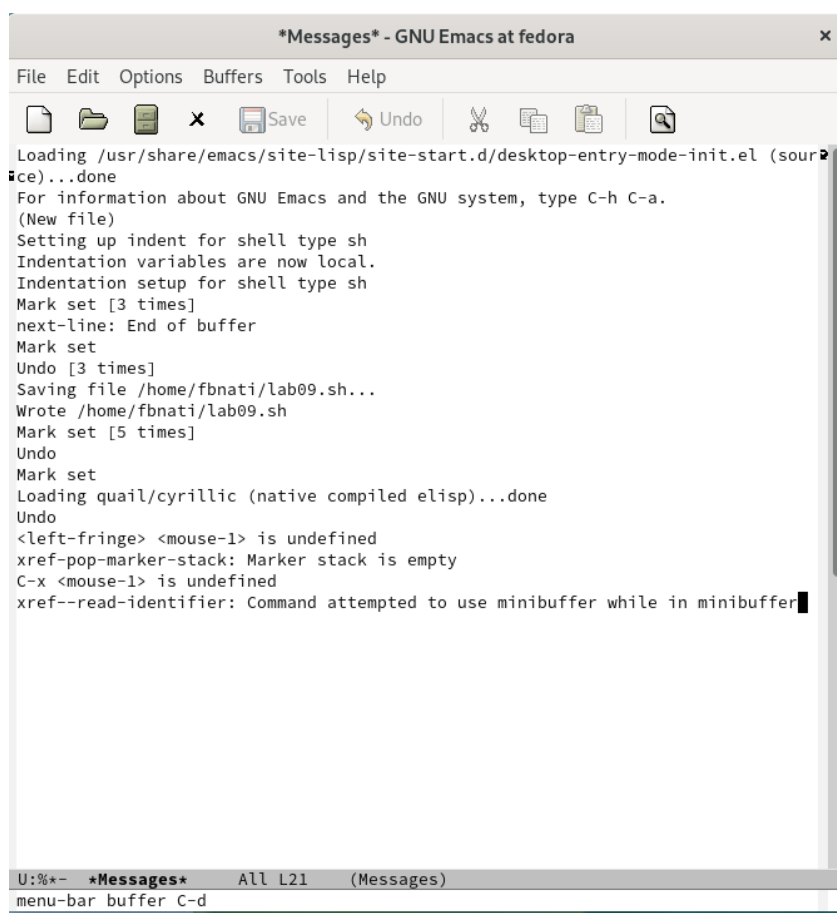 *Messages* - GNU Emacs at fedora
File Edit Options Buffers Tools Help
Save Undo
Loading /usr/share/emacs/site-lisp/site-start.d/desktop-entry-mode-init.el (sour
ce)...done
For information about GNU Emacs and the GNU system, type C-h C-a.
(New file)
Setting up indent for shell type sh
Indentation variables are now local.
Indentation setup for shell type sh
Mark set [3 times]
next-line: End of buffer
Mark set
Undo [3 times]
Saving file /home/fbnati/lab09.sh...
Wrote /home/fbnati/lab09.sh
Mark set [5 times]
Undo
Mark set
Loading quail/cyrillic (native compiled elisp)...done
Undo
<left-fringe> <mouse-1> is undefined
xref-pop-marker-stack: Marker stack is empty
C-x <mouse-1> is undefined
xref--read-identifier: Command attempted to use minibuffer while in minibuffer
U:%*- *Messages* All L21 (Messages)
menu-bar buffer C-d